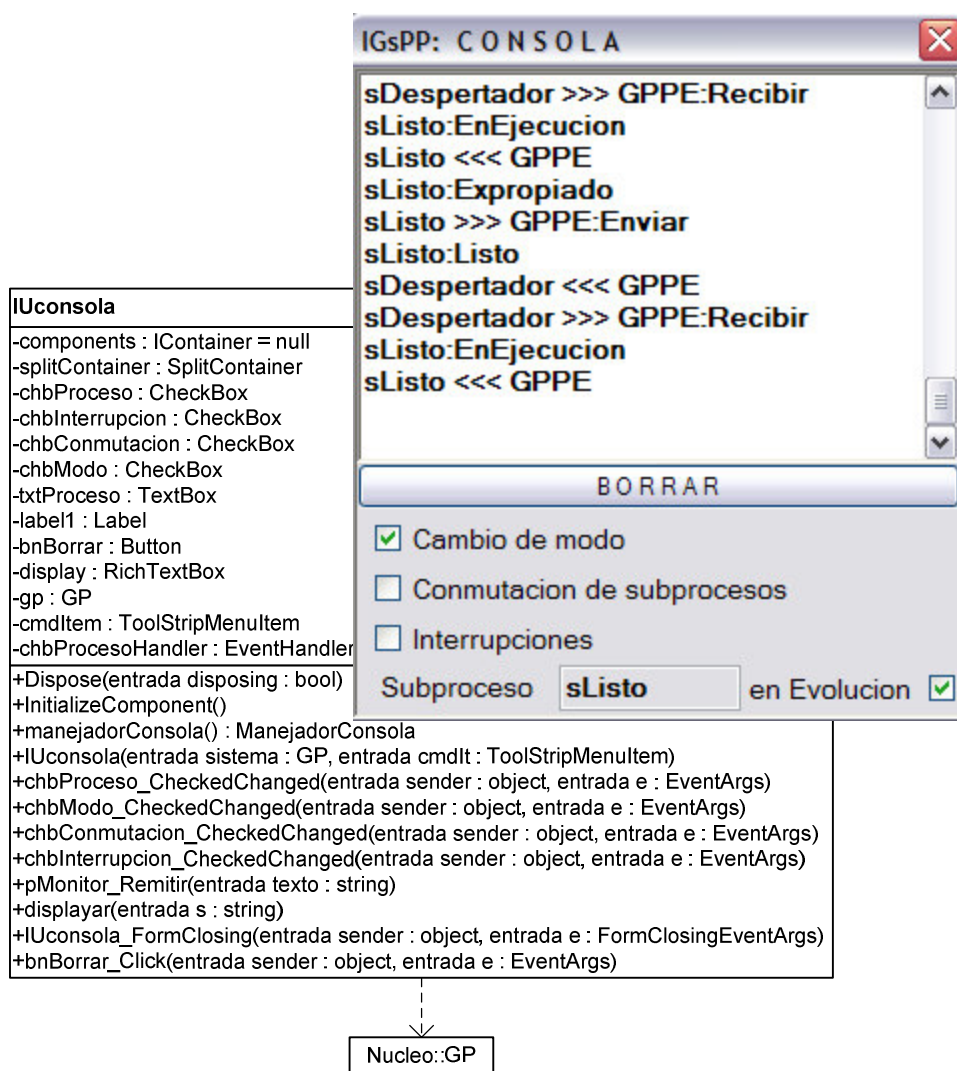 IGsPP: C O N S O L A
sDespertador >>> GPPE:Recibir
sListo:EnEjecucion
sListo <<< GPPE
sListo:Expropiado
sListo >>> GPPE:Enviar
sListo:Listo
sDespertador <<< GPPE
sDespertador >>> GPPE:Recibir
sListo:EnEjecucion
sListo <<< GPPE
BORRAR
Cambio de modo
Conmutacion de subprocesos
Interrupciones
Subproceso sListo en Evolucion
IUconsola
-components : IContainer = null
-splitContainer : SplitContainer
-chbProceso : CheckBox
-chbInterrupcion : CheckBox
-chbConmutacion : CheckBox
-chbModo : CheckBox
-txtProceso : TextBox
-label1 : Label
-bnBorrar : Button
-display : RichTextBox
-gp : GP
-cmdItem : ToolStripMenuItem
-chbProcesoHandler : EventHandler
+Dispose(entrada disposing : bool)
+InitializeComponent()
+manejadorConsola() : ManejadorConsola
+IUconsola(entrada sistema : GP, entrada cmdIt : ToolStripMenuItem)
+chbProceso_CheckedChanged(entrada sender : object, entrada e : EventArgs)
+chbModo_CheckedChanged(entrada sender : object, entrada e : EventArgs)
+chbConmutacion_CheckedChanged(entrada sender : object, entrada e : EventArgs)
+chbInterrupcion_CheckedChanged(entrada sender : object, entrada e : EventArgs)
+pMonitor_Remitir(entrada texto : string)
+displayar(entrada s : string)
+IUconsola_FormClosing(entrada sender : object, entrada e : FormClosingEventArgs)
+bnBorrar_Click(entrada sender : object, entrada e : EventArgs)
Nucleo::GP